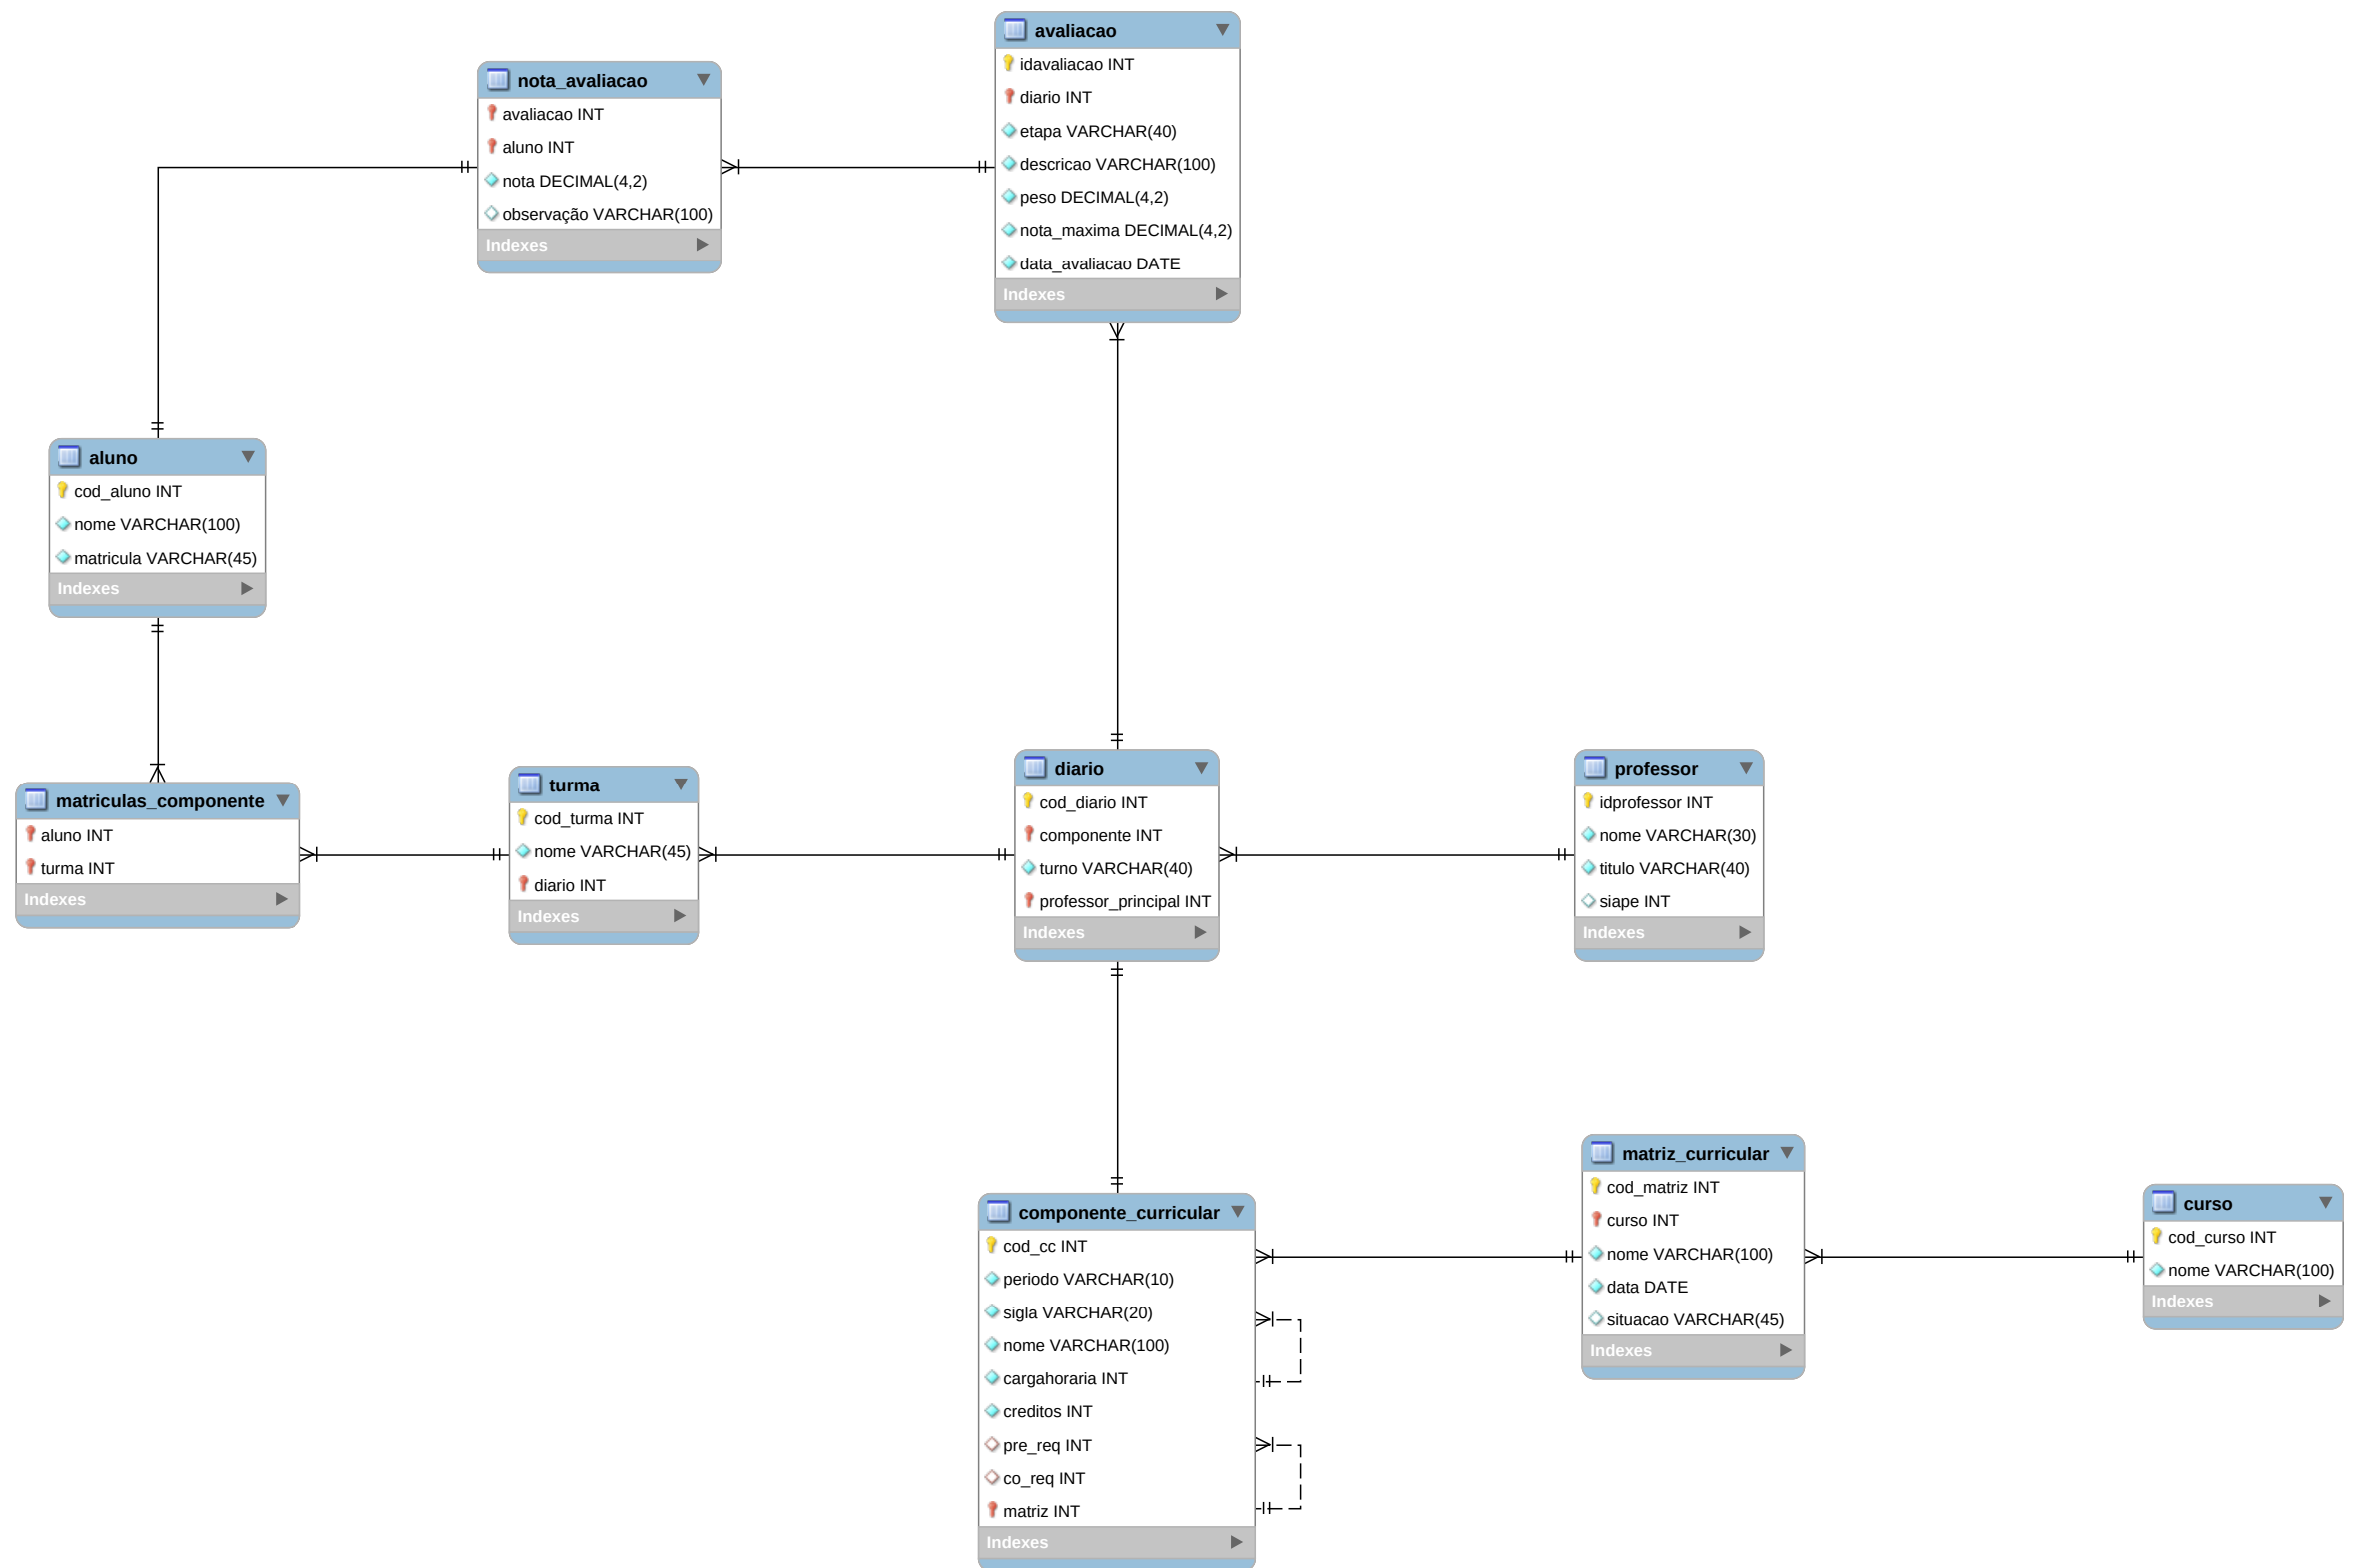 avaliacao
idavaliacao INT
diario INT
etapa VARCHAR(40)
descricao VARCHAR(100)
peso DECIMAL(4,2)
nota_maxima DECIMAL(4,2)
data_avaliacao DATE
Indexes
nota_avaliacao
avaliacao INT
aluno INT
nota DECIMAL(4,2)
observação VARCHAR(100)
Indexes
aluno
cod_aluno INT
nome VARCHAR(100)
matricula VARCHAR(45)
Indexes
matriculas_componente
aluno INT
turma INT
Indexes
turma
cod_turma INT
nome VARCHAR(45)
diario INT
Indexes
diario
cod_diario INT
componente INT
turno VARCHAR(40)
professor_principal INT
Indexes
professor
idprofessor INT
nome VARCHAR(30)
titulo VARCHAR(40)
siape INT
Indexes
componente_curricular
cod_cc INT
periodo VARCHAR(10)
sigla VARCHAR(20)
nome VARCHAR(100)
cargahoraria INT
creditos INT
pre_req INT
co_req INT
matriz INT
Indexes
matriz_curricular
cod_matriz INT
curso INT
nome VARCHAR(100)
data DATE
situacao VARCHAR(45)
Indexes
curso
cod_curso INT
nome VARCHAR(100)
Indexes